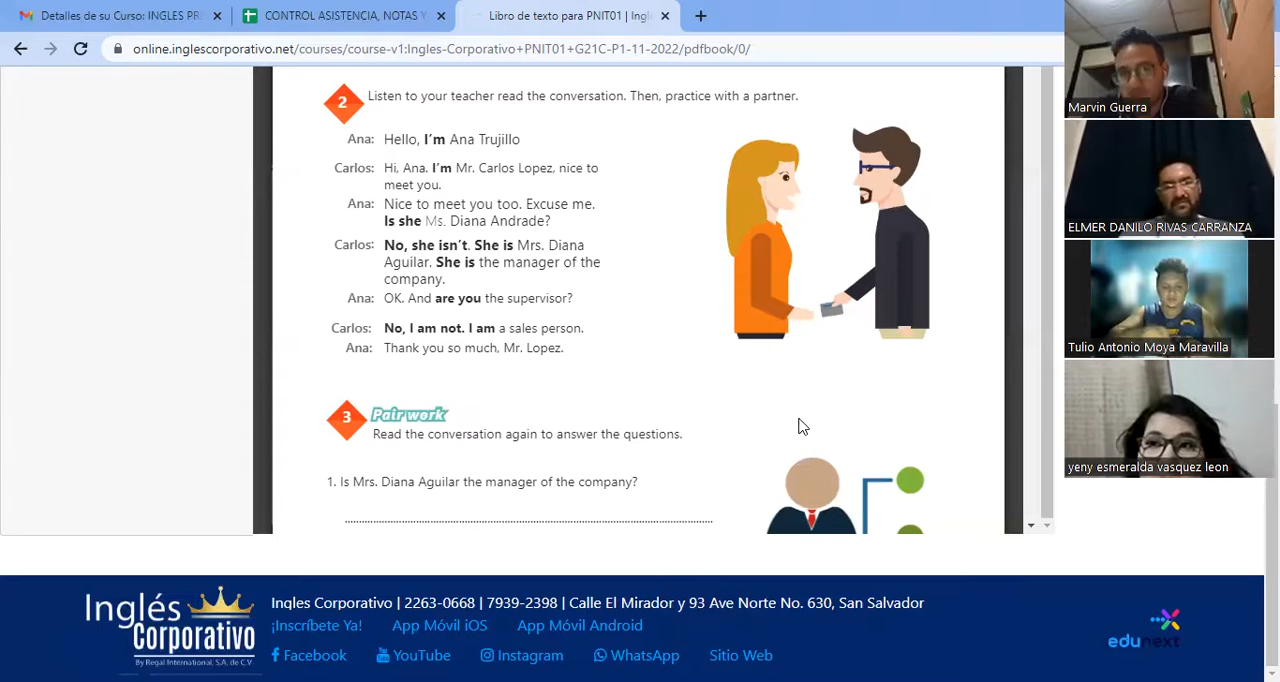 Detalles de su Curso: INGLES PRE
CONTROL ASISTENCIA, NOTAS Y
Libro de texto para PNIT01 | Ingl
online.inglescorporativo.net/courses/course-v1:Ingles-Corporativo+PNIT01+G21C-P1-11-2022/pdfbook/0/
2 Listen to your teacher read the conversation. Then, practice with a partner.
Ana: Hello, I'm Ana Trujillo
Carlos: Hi, Ana. I'm Mr. Carlos Lopez, nice to
meet you.
Ana: Nice to meet you too. Excuse me.
Is she Ms. Diana Andrade?
Carlos: No, she isn't. She is Mrs. Diana
Aguilar. She is the manager of the
company.
Ana: OK. And are you the supervisor?
Carlos: No, I am not. I am a sales person.
Ana: Thank you so much, Mr. Lopez.
3 Pair work
Read the conversation again to answer the questions.
1. Is Mrs. Diana Aguilar the manager of the company?
Marvin Guerra
ELMER DANILO RIVAS CARRANZA
Tulio Antonio Moya Maravilla
yeny esmeralda vasquez leon
Inglés
Corporativo
By Regal International, S.A. de C.V.
Ingles Corporativo | 2263-0668 | 7939-2398 | Calle El Mirador y 93 Ave Norte No. 630, San Salvador
¡Inscríbete Ya! App Móvil iOS App Móvil Android
Facebook YouTube Instagram WhatsApp Sitio Web
edunext